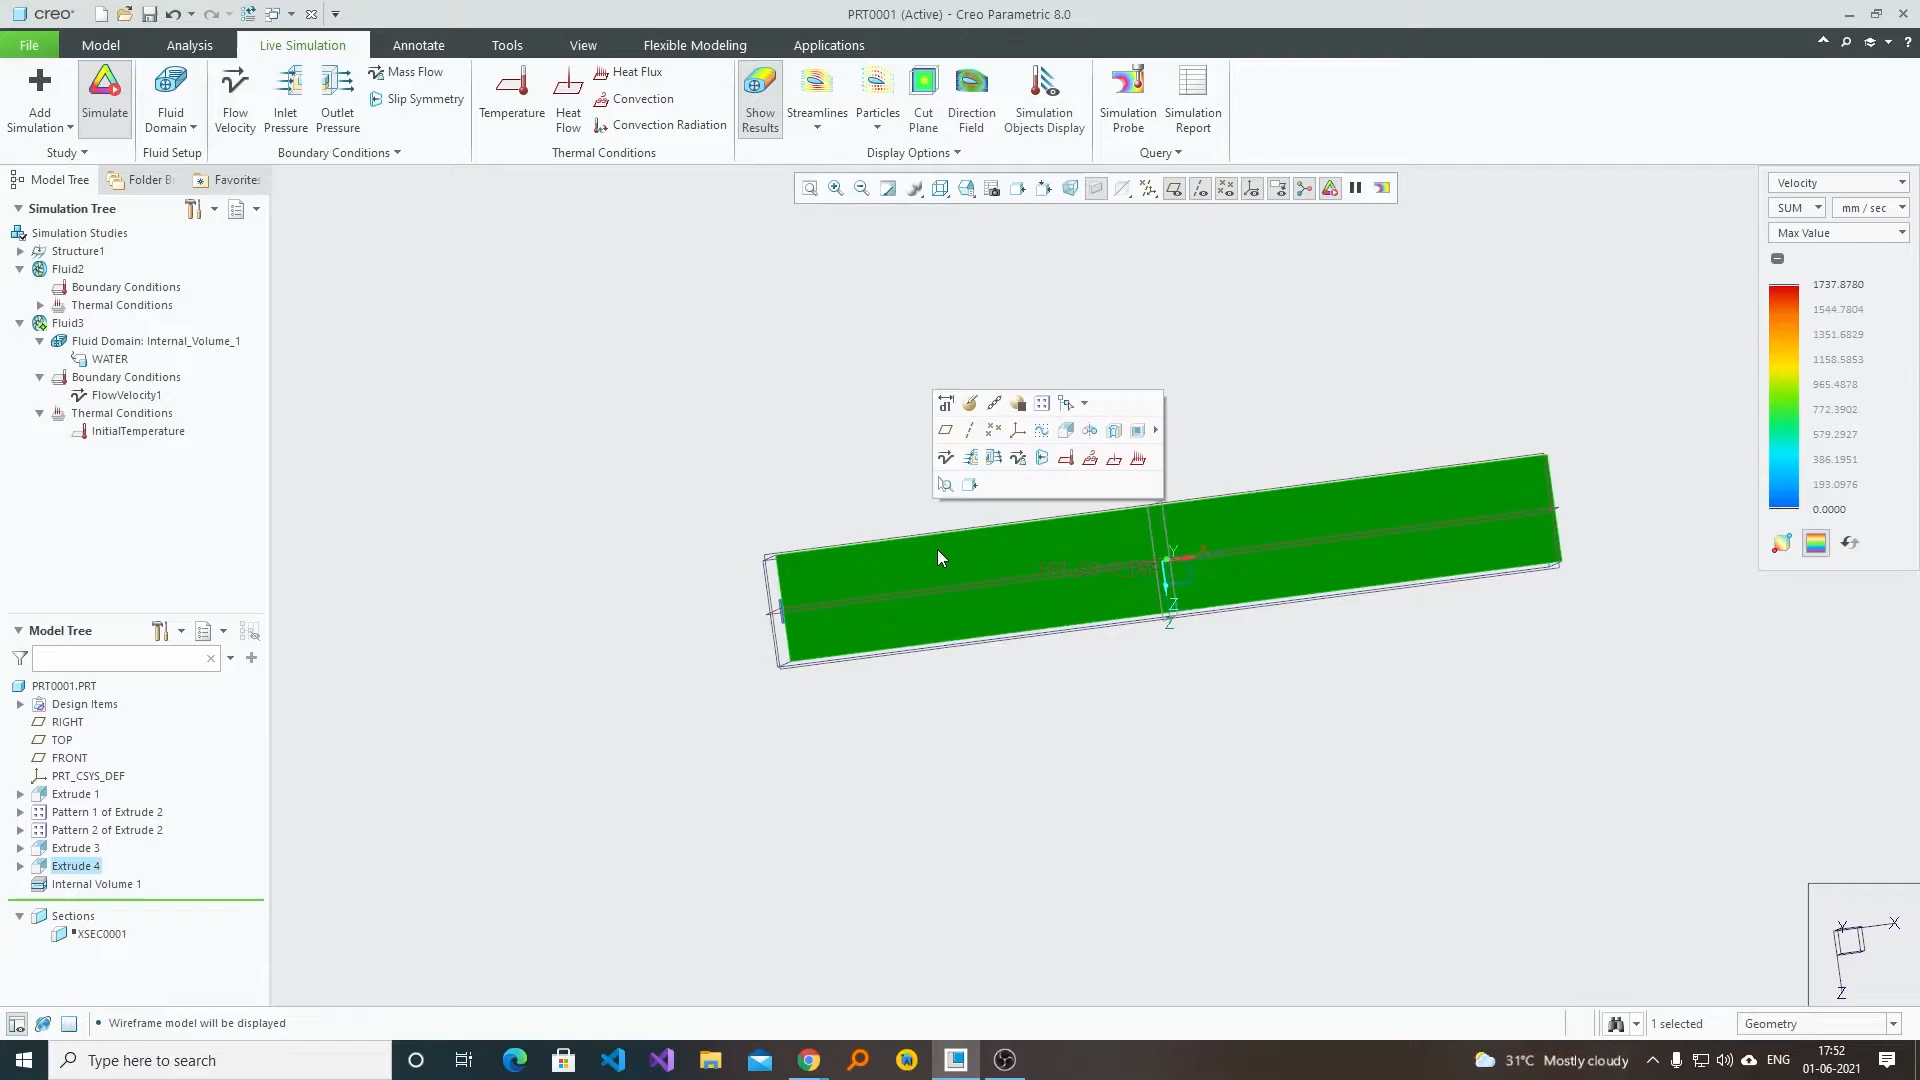 creo
PRT0001 (Active) - Creo Parametric 8.0
File
Model
Analysis
Live Simulation
Annotate
Tools
View
Flexible Modeling
Applications
Add
Simulation
Simulate
Fluid
Domain
Flow
Velocity
Inlet
Pressure
Outlet
Pressure
Mass Flow
Slip Symmetry
Temperature
Heat
Flow
Heat Flux
Convection
Convection Radiation
Show
Results
Streamlines
Particles
Cut
Plane
Direction
Field
Simulation
Objects Display
Simulation
Probe
Simulation
Report
Study
Fluid Setup
Boundary Conditions
Thermal Conditions
Display Options
Query
Model Tree
Folder Br
Favorites
Simulation Tree
Simulation Studies
Structure1
Fluid2
Boundary Conditions
Thermal Conditions
Fluid3
Fluid Domain: Internal_Volume_1
WATER
Boundary Conditions
FlowVelocity1
Thermal Conditions
InitialTemperature
Model Tree
PRT0001.PRT
Design Items
RIGHT
TOP
FRONT
PRT_CSYS_DEF
Extrude 1
Pattern 1 of Extrude 2
Pattern 2 of Extrude 2
Extrude 3
Extrude 4
Internal Volume 1
Sections
XSEC0001
Y
X
Z
Z
Velocity
SUM
mm / sec
Max Value
1737.8780
1544.7804
1351.6829
1158.5853
965.4878
772.3902
579.2927
386.1951
193.0976
0.0000
Y
X
Z
Wireframe model will be displayed
1 selected
Geometry
Type here to search
31°C Mostly cloudy
ENG
17:52
01-06-2021